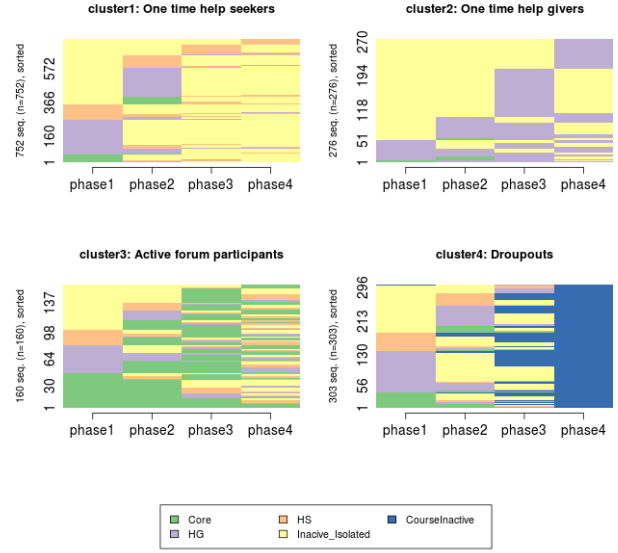 cluster1: One time help seekers
752 seq. (n=752), sorted
1 160 366 572
phase1 phase2 phase3 phase4
cluster2: One time help givers
276 seq. (n=276), sorted
1 51 118 194 270
phase1 phase2 phase3 phase4
cluster3: Active forum participants
160 seq. (n=160), sorted
1 30 64 98 137
phase1 phase2 phase3 phase4
cluster4: Droupouts
303 seq. (n=303), sorted
1 56 130 213 296
phase1 phase2 phase3 phase4
Core HS CourseInactive
HG Inacive_Isolated